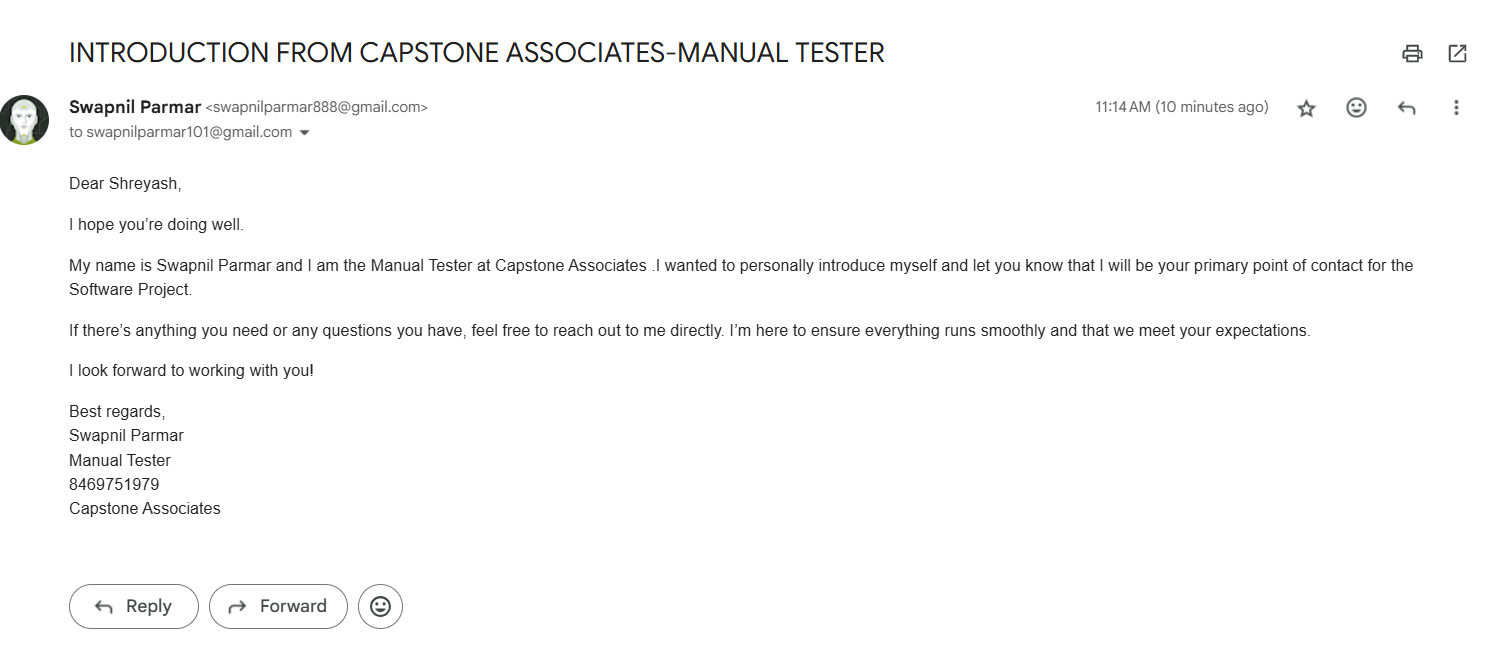 INTRODUCTION FROM CAPSTONE ASSOCIATES-MANUAL TESTER
Swapnil Parmar <swapnilparmar888@gmail.com>
11:14 AM (10 minutes ago)
to swapnilparmar101@gmail.com
Dear Shreyash,
I hope you’re doing well.
My name is Swapnil Parmar and I am the Manual Tester at Capstone Associates .I wanted to personally introduce myself and let you know that I will be your primary point of contact for the
Software Project.
If there’s anything you need or any questions you have, feel free to reach out to me directly. I’m here to ensure everything runs smoothly and that we meet your expectations.
I look forward to working with you!
Best regards,
Swapnil Parmar
Manual Tester
8469751979
Capstone Associates
Reply
Forward